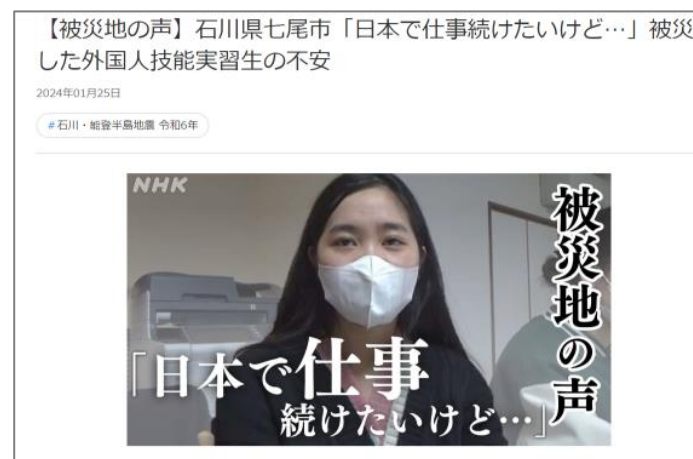 【被災地の声】石川県七尾市「日本で仕事続けたいけど…」被災
した外国人技能実習生の不安
2024年01月25日
#石川・能登半島地震 令和6年
NHK
被災地の声
「日本で仕事
続けたいけど…」